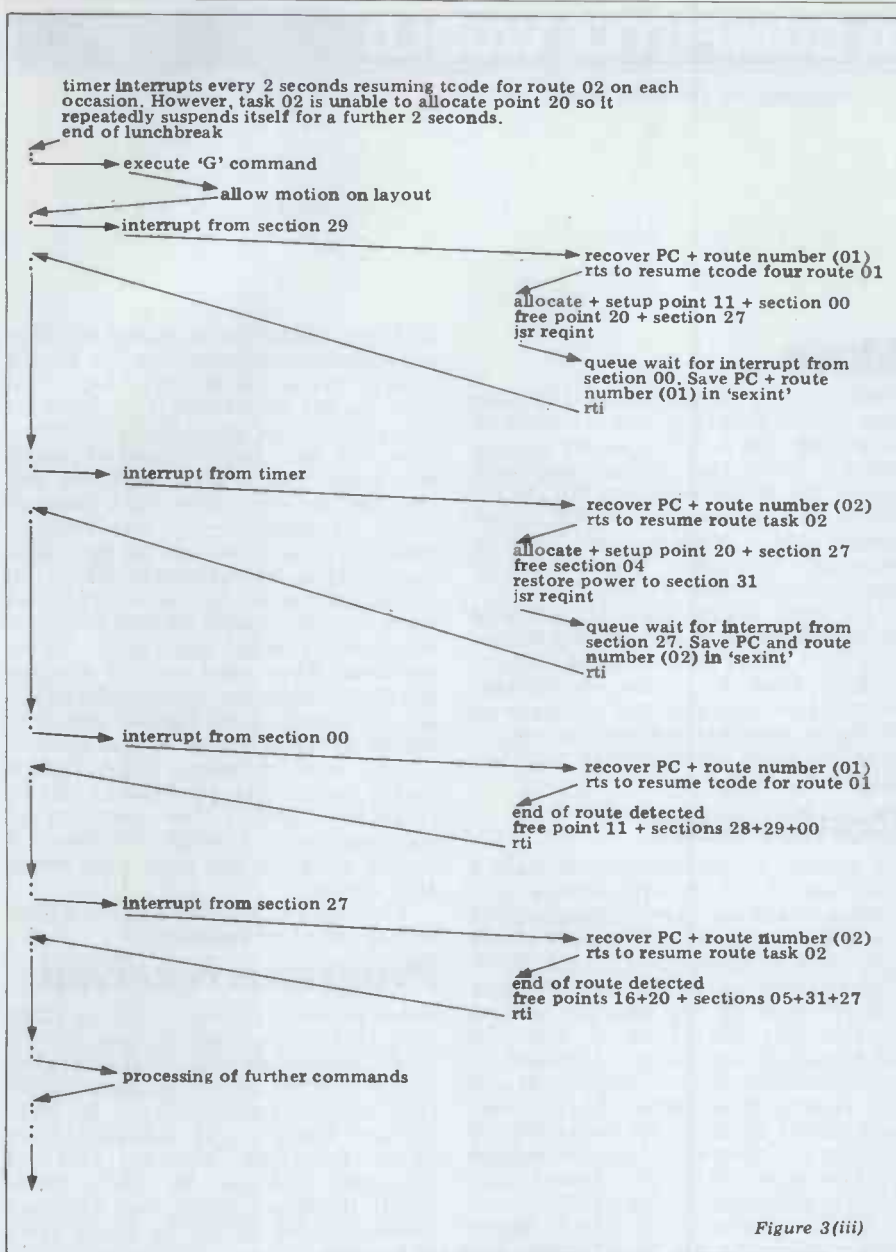 timer interrupts every 2 seconds resuming tcode for route 02 on each
occasion. However, task 02 is unable to allocate point 20 so it
repeatedly suspends itself for a further 2 seconds.
end of lunchbreak
execute 'G' command
allow motion on layout
interrupt from section 29
recover PC + route number (01)
rts to resume tcode four route 01
allocate + setup point 11 + section 00
free point 20 + section 27
jsr reqint
queue wait for interrupt from
section 00. Save PC + route
number (01) in 'sexint'
rti
interrupt from timer
recover PC + route number (02)
rts to resume route task 02
allocate + setup point 20 + section 27
free section 04
restore power to section 31
jsr reqint
queue wait for interrupt from
section 27. Save PC and route
number (02) in 'sexint'
rti
interrupt from section 00
recover PC + route number (01)
rts to resume tcode for route 01
end of route detected
free point 11 + sections 28+29+00
rti
interrupt from section 27
recover PC + route number (02)
rts to resume route task 02
end of route detected
free points 16+20 + sections 05+31+27
rti
processing of further commands
Figure 3(iii)